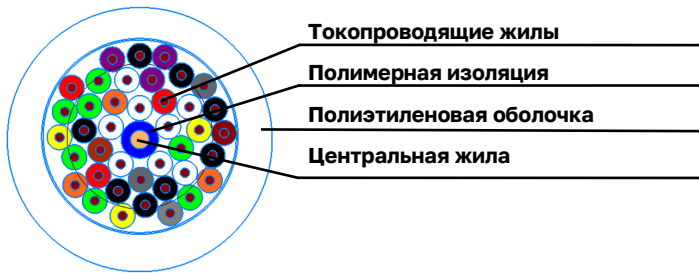 Токопроводящие жилы
Полимерная изоляция
Полиэтиленовая оболочка
Центральная жила